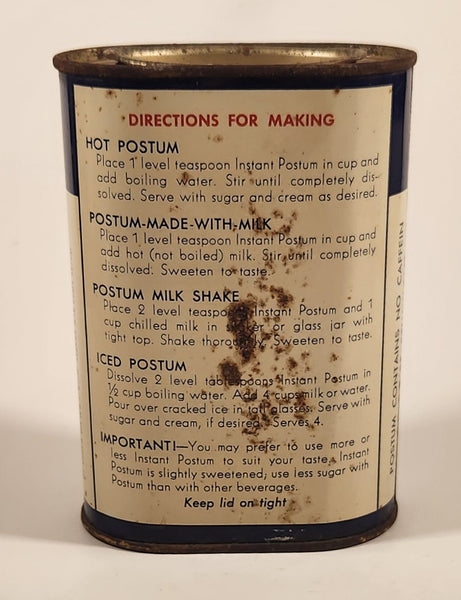 DIRECTIONS FOR MAKING
HOT POSTUM
Place 1 level teaspoon Instant Postum in cup and
add boiling water. Stir until completely dis-
solved. Serve with sugar and cream as desired.
POSTUM-MADE-WITH-MILK
Place 1 level teaspoon Instant Postum in cup and
add hot (not boiled) milk. Stir until completely
dissolved. Sweeten to taste.
POSTUM MILK SHAKE
Place 2 level teaspoons Instant Postum and 1
cup chilled milk in shaker or glass jar with
tight top. Shake thoroughly. Sweeten to taste.
ICED POSTUM
Dissolve 2 level tablespoons Instant Postum in
½ cup boiling water. Add 4 cups milk or water.
Pour over cracked ice in tall glasses. Serve with
sugar and cream, if desired. Serves 4.
IMPORTANT!—You may prefer to use more or
less Instant Postum to suit your taste. Instant
Postum is slightly sweetened; use less sugar with
Postum than with other beverages.
Keep lid on tight
POSTUM CONTAINS NO CAFFEIN